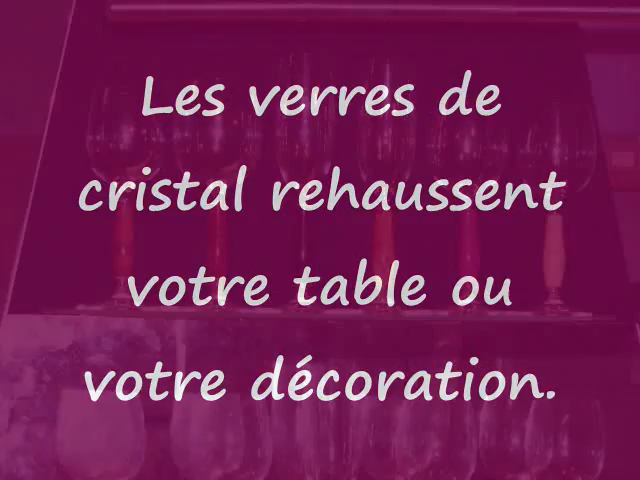 Les verres de
cristal rehaussent
votre table ou
votre décoration.